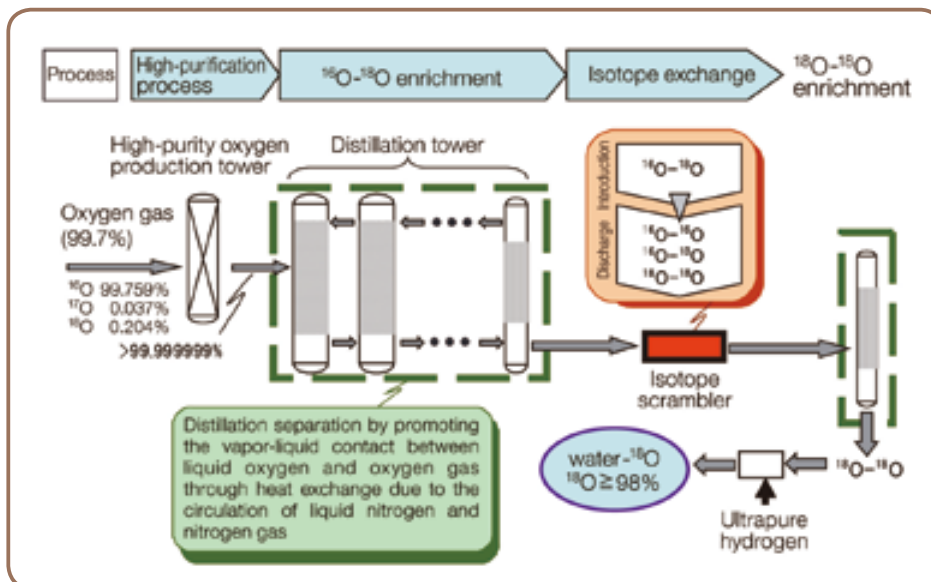 Process
High-purification
process
¹⁶O–¹⁸O enrichment
Isotope exchange
¹⁸O–¹⁸O
enrichment
High-purity oxygen
production tower
Distillation tower
Oxygen gas
(99.7%)
¹⁶O 99.759%
¹⁷O 0.037%
¹⁸O 0.204%
>99.999999%
Introduction
¹⁶O–¹⁸O
Discharge
¹⁶O–¹⁶O
¹⁶O–¹⁸O
¹⁸O–¹⁸O
Isotope
scrambler
Distillation separation by promoting
the vapor-liquid contact between
liquid oxygen and oxygen gas
through heat exchange due to the
circulation of liquid nitrogen and
nitrogen gas
water-¹⁸O
¹⁸O≧98%
¹⁸O–¹⁸O
Ultrapure
hydrogen